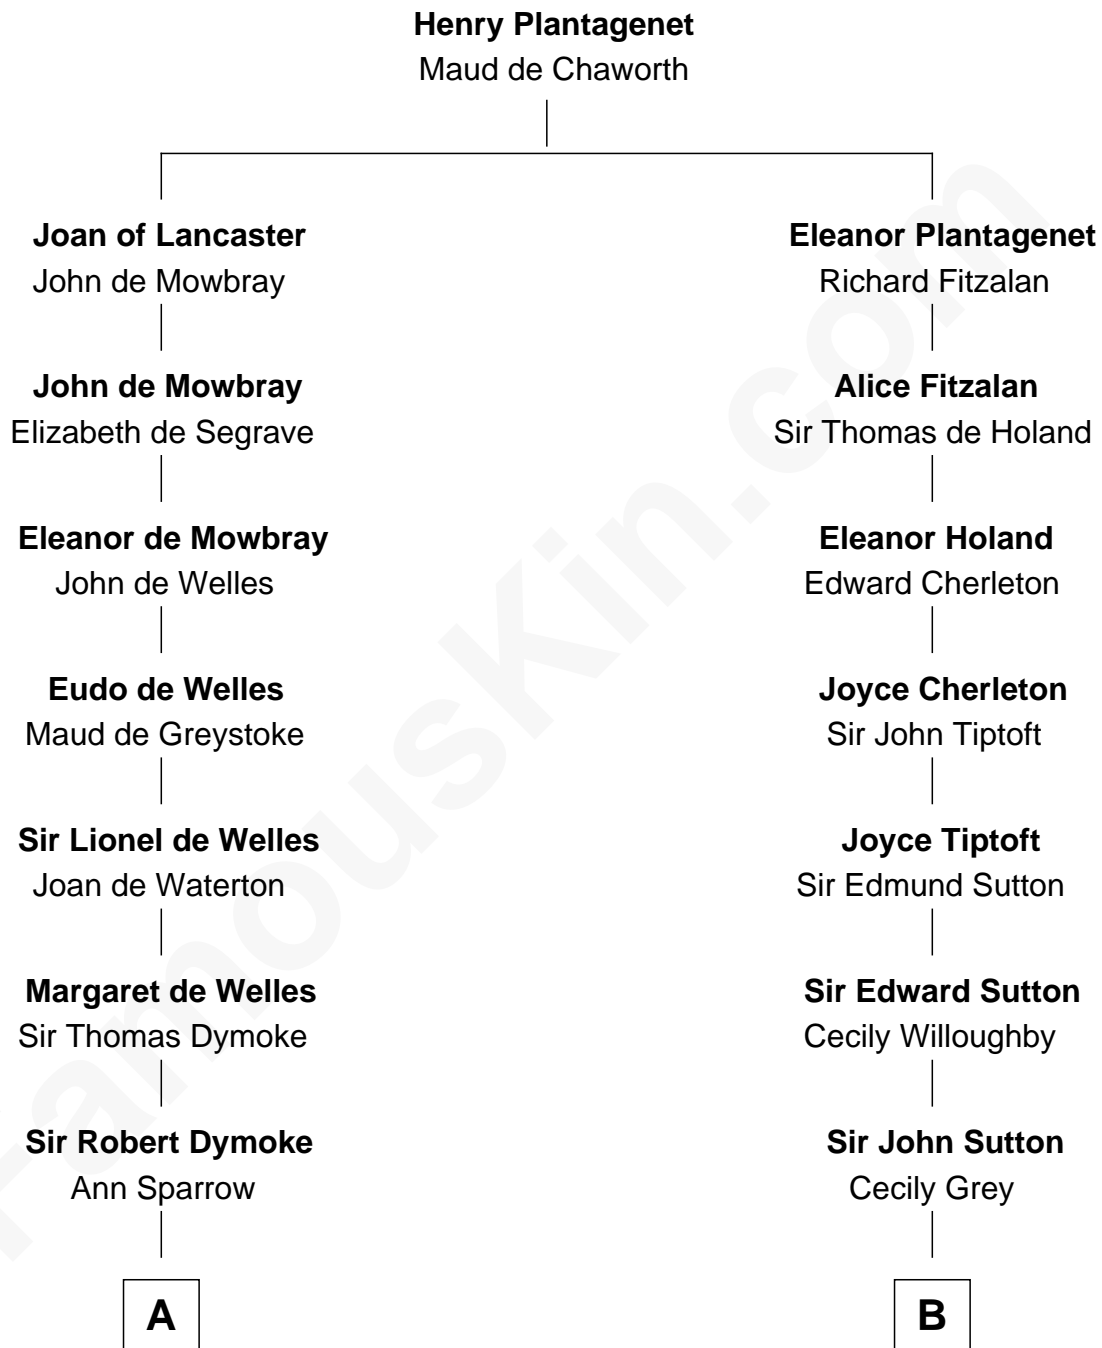 Henry Plantagenet
Maud de Chaworth
Joan of Lancaster
John de Mowbray
Eleanor Plantagenet
Richard Fitzalan
John de Mowbray
Elizabeth de Segrave
Alice Fitzalan
Sir Thomas de Holand
Eleanor de Mowbray
John de Welles
Eleanor Holand
Edward Cherleton
Eudo de Welles
Maud de Greystoke
Joyce Cherleton
Sir John Tiptoft
Sir Lionel de Welles
Joan de Waterton
Joyce Tiptoft
Sir Edmund Sutton
Margaret de Welles
Sir Thomas Dymoke
Sir Edward Sutton
Cecily Willoughby
Sir Robert Dymoke
Ann Sparrow
Sir John Sutton
Cecily Grey
A
B
FamousKin.com